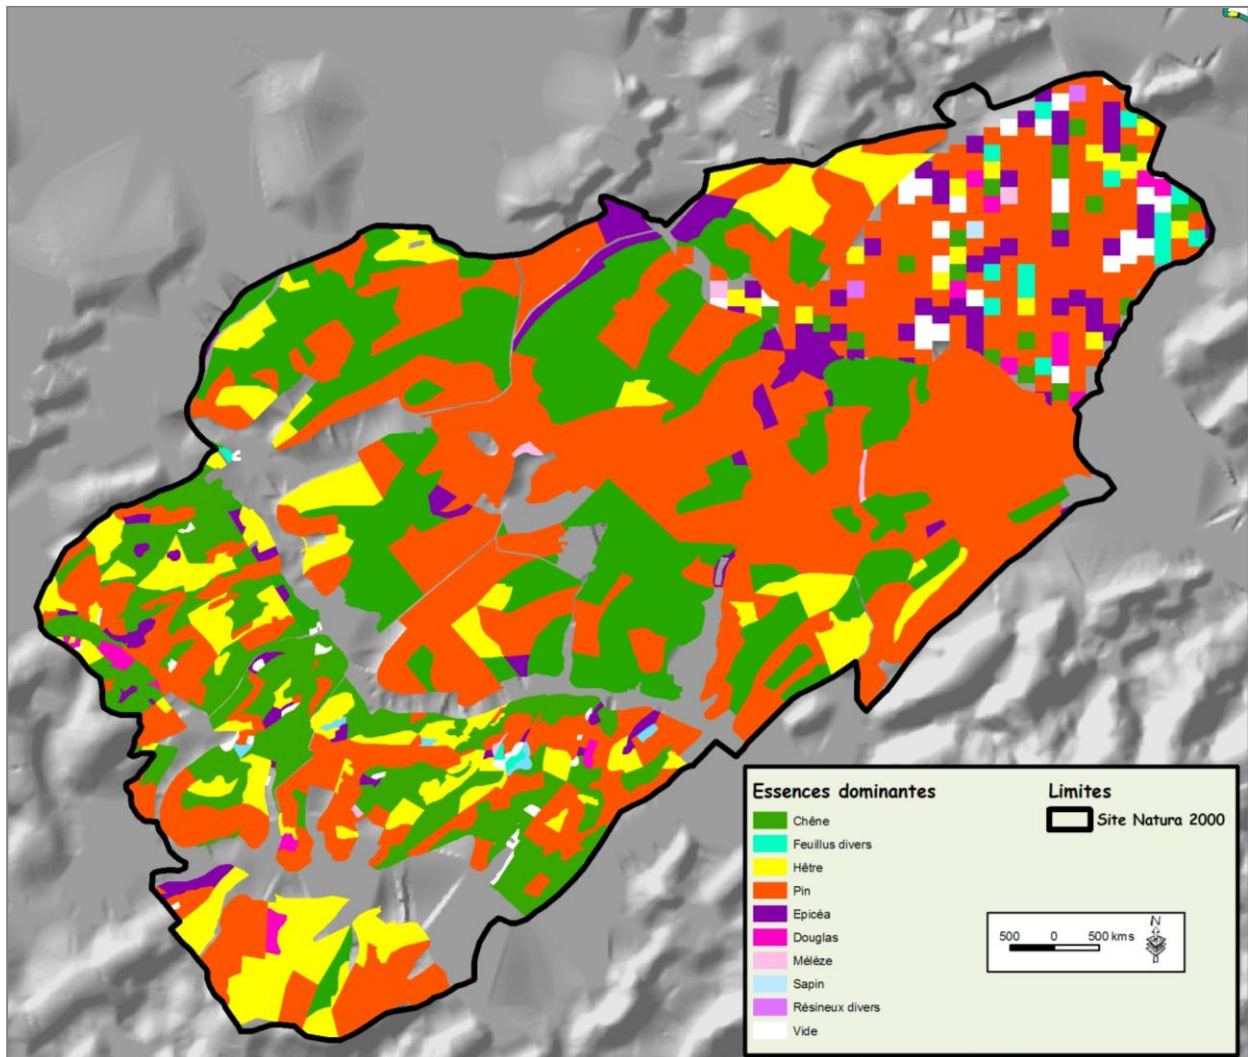 Essences dominantes
Limites
Chêne
Site Natura 2000
Feuillus divers
Hêtre
Pin
Epicéa
Douglas
Mélèze
Sapin
Résineux divers
Vide
N
500 0 500 kms